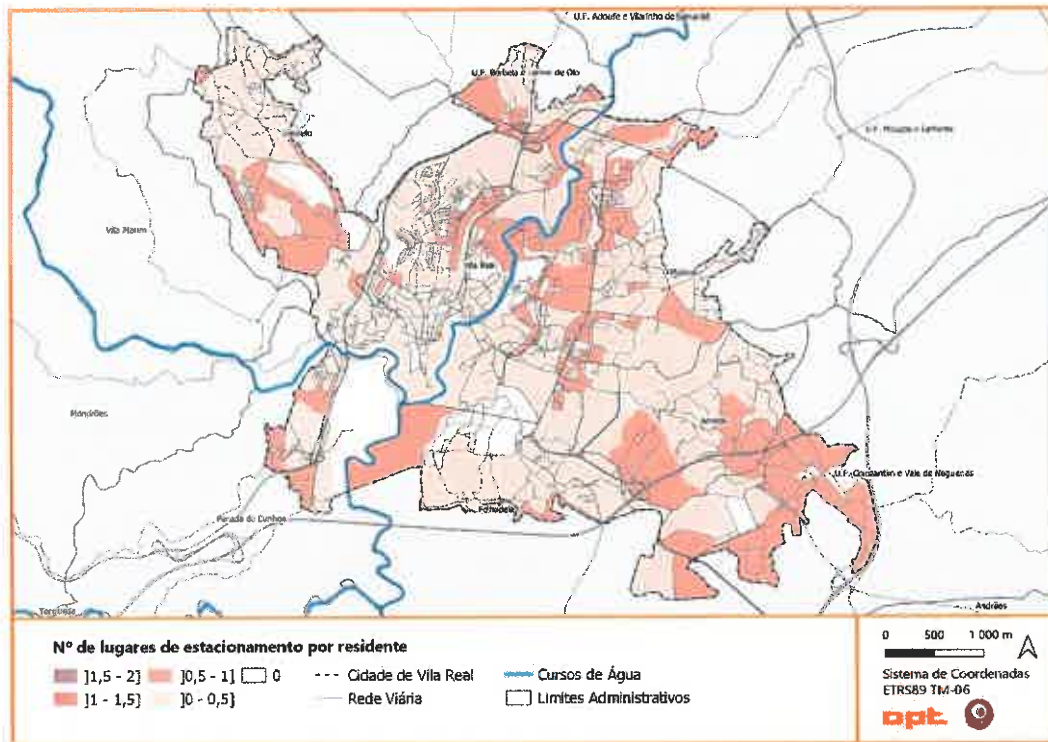 U.F. Adoufe e Vilarinho de
U.F. Borbela e Lamas de Olo
Vila Marim
Vila Real
Mondrões
U.F. Constantim e Vale de Nogueiras
Folhadela
Parada de Cunhos
Torgueda
Andrães
Nº de lugares de estacionamento por residente
]1,5 - 2] ]0,5 - 1] 0 Cidade de Vila Real Cursos de Água
]1 - 1,5] ]0 - 0,5] Rede Viária Limites Administrativos
0 500 1 000 m
Sistema de Coordenadas
ETRS89 TM-06
opt